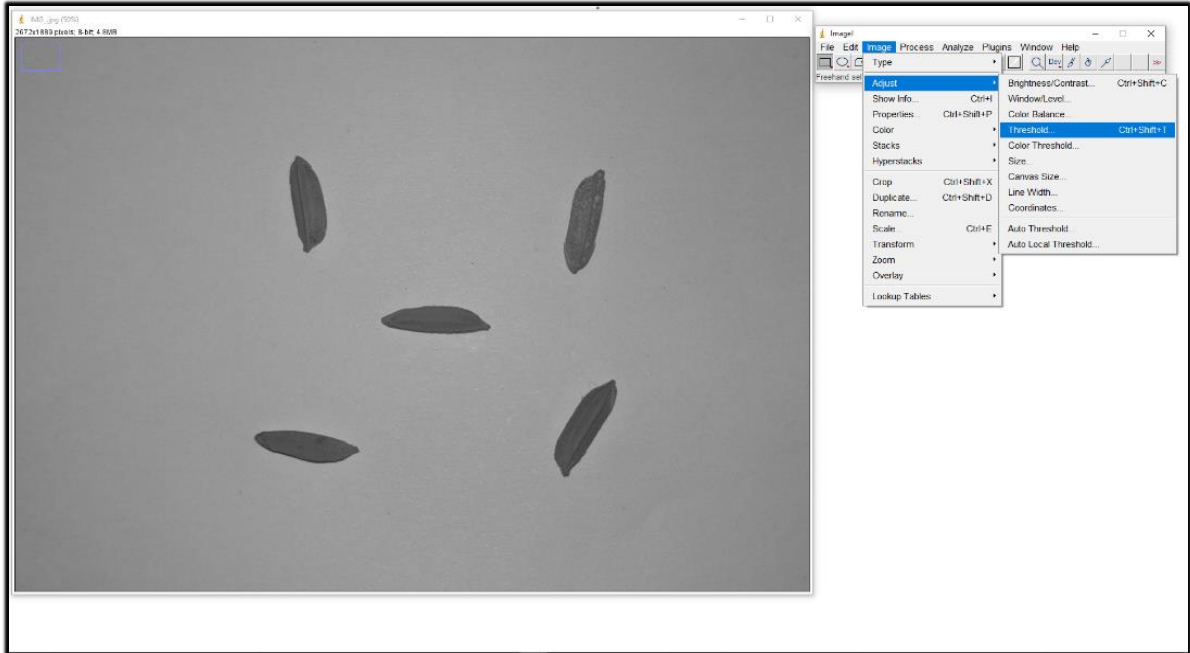 IMG_.jpg (50%)
2672x1889 pixels; 8-bit; 4.8MB
ImageJ
File Edit Image Process Analyze Plugins Window Help
Dev
Freehand sel
Type
Adjust
Show Info... Ctrl+I
Properties... Ctrl+Shift+P
Color
Stacks
Hyperstacks
Crop Ctrl+Shift+X
Duplicate... Ctrl+Shift+D
Rename...
Scale... Ctrl+E
Transform
Zoom
Overlay
Lookup Tables
Brightness/Contrast... Ctrl+Shift+C
Window/Level...
Color Balance...
Threshold... Ctrl+Shift+T
Color Threshold...
Size...
Canvas Size...
Line Width...
Coordinates...
Auto Threshold
Auto Local Threshold...